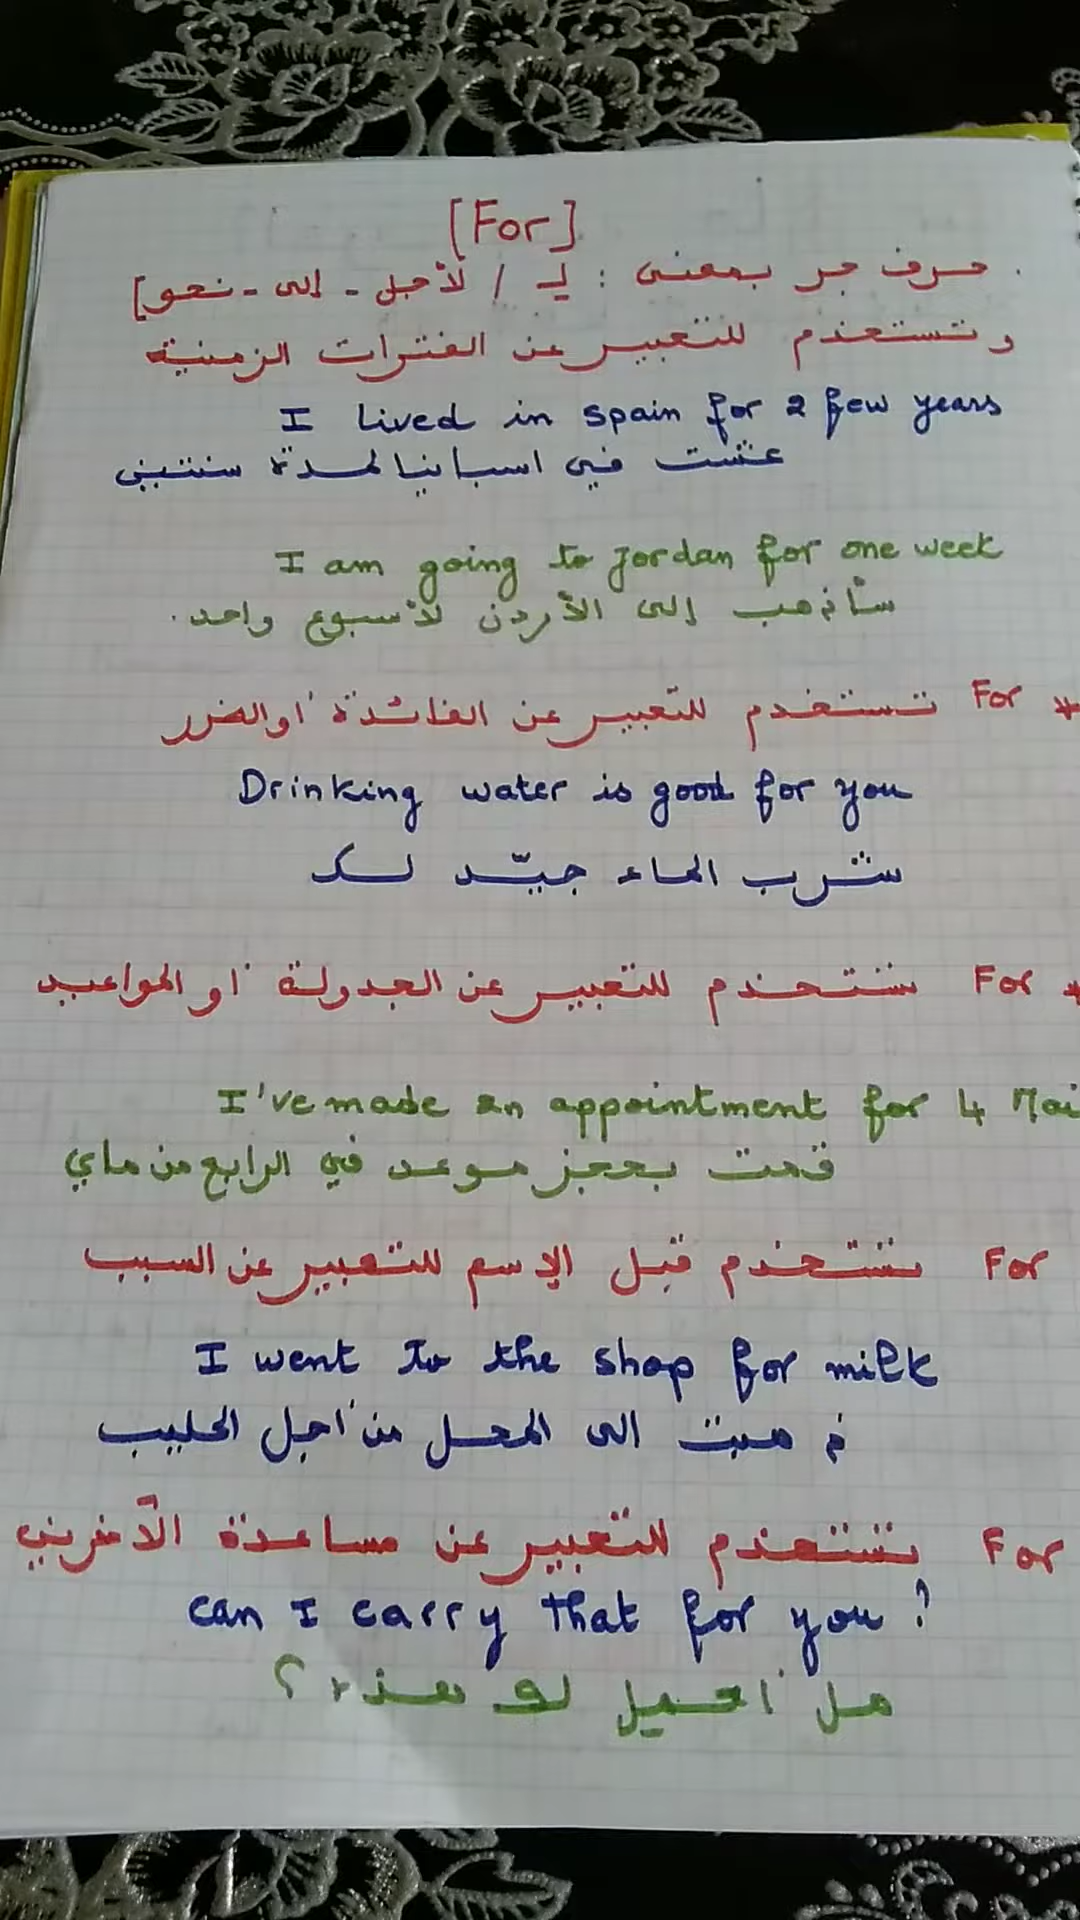 [For]
. حرف جر بمعنى : لـ / لأجل - إلى - نحو]
وتستخدم للتعبير عن الفترات الزمنية
I lived in spain for 2 few years
عشت في اسبانيا لمدة سنتين
I am going to Jordan for one week
سأذهب إلى الأردن لأسبوع واحد.
* For تستخدم للتعبير عن الفائدة أو الضرر
Drinking water is good for you
شرب الماء جيّد لك
* For تستخدم للتعبير عن الجدولة أو المواعيد
I've made an appointment for 4 Mai
قمت بحجز موعد في الرابع من ماي
For تستخدم قبل الإسم للتعبير عن السبب
I went to the shop for milk
ذهبت الى المحل من أجل الحليب
For تستخدم للتعبير عن مساعدة الآخرين
can I carry that for you ?
هل أحمل لك هذا ؟